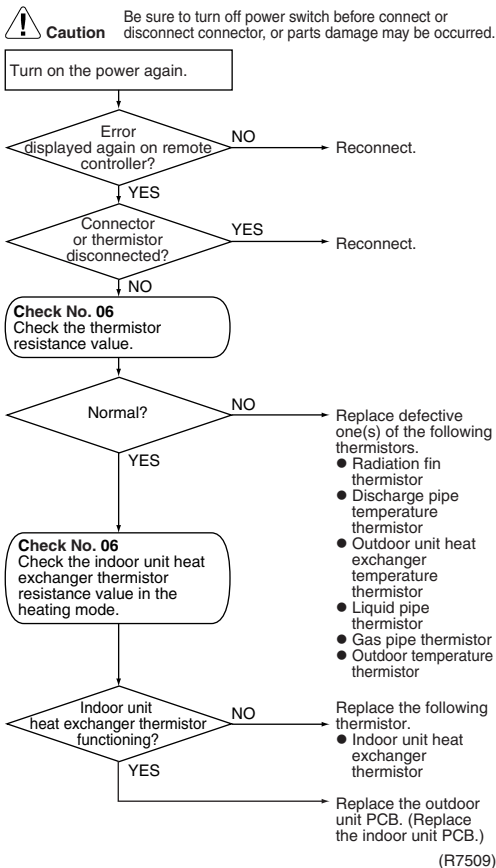 Caution
Be sure to turn off power switch before connect or
disconnect connector, or parts damage may be occurred.
Turn on the power again.
Error
displayed again on remote
controller?
NO
Reconnect.
YES
Connector
or thermistor
disconnected?
YES
Reconnect.
NO
Check No. 06
Check the thermistor
resistance value.
Normal?
NO
Replace defective
one(s) of the following
thermistors.
● Radiation fin
thermistor
● Discharge pipe
temperature
thermistor
● Outdoor unit heat
exchanger
temperature
thermistor
● Liquid pipe
thermistor
● Gas pipe thermistor
● Outdoor temperature
thermistor
YES
Check No. 06
Check the indoor unit heat
exchanger thermistor
resistance value in the
heating mode.
Indoor unit
heat exchanger thermistor
functioning?
NO
Replace the following
thermistor.
● Indoor unit heat
exchanger
thermistor
YES
Replace the outdoor
unit PCB. (Replace
the indoor unit PCB.)
(R7509)